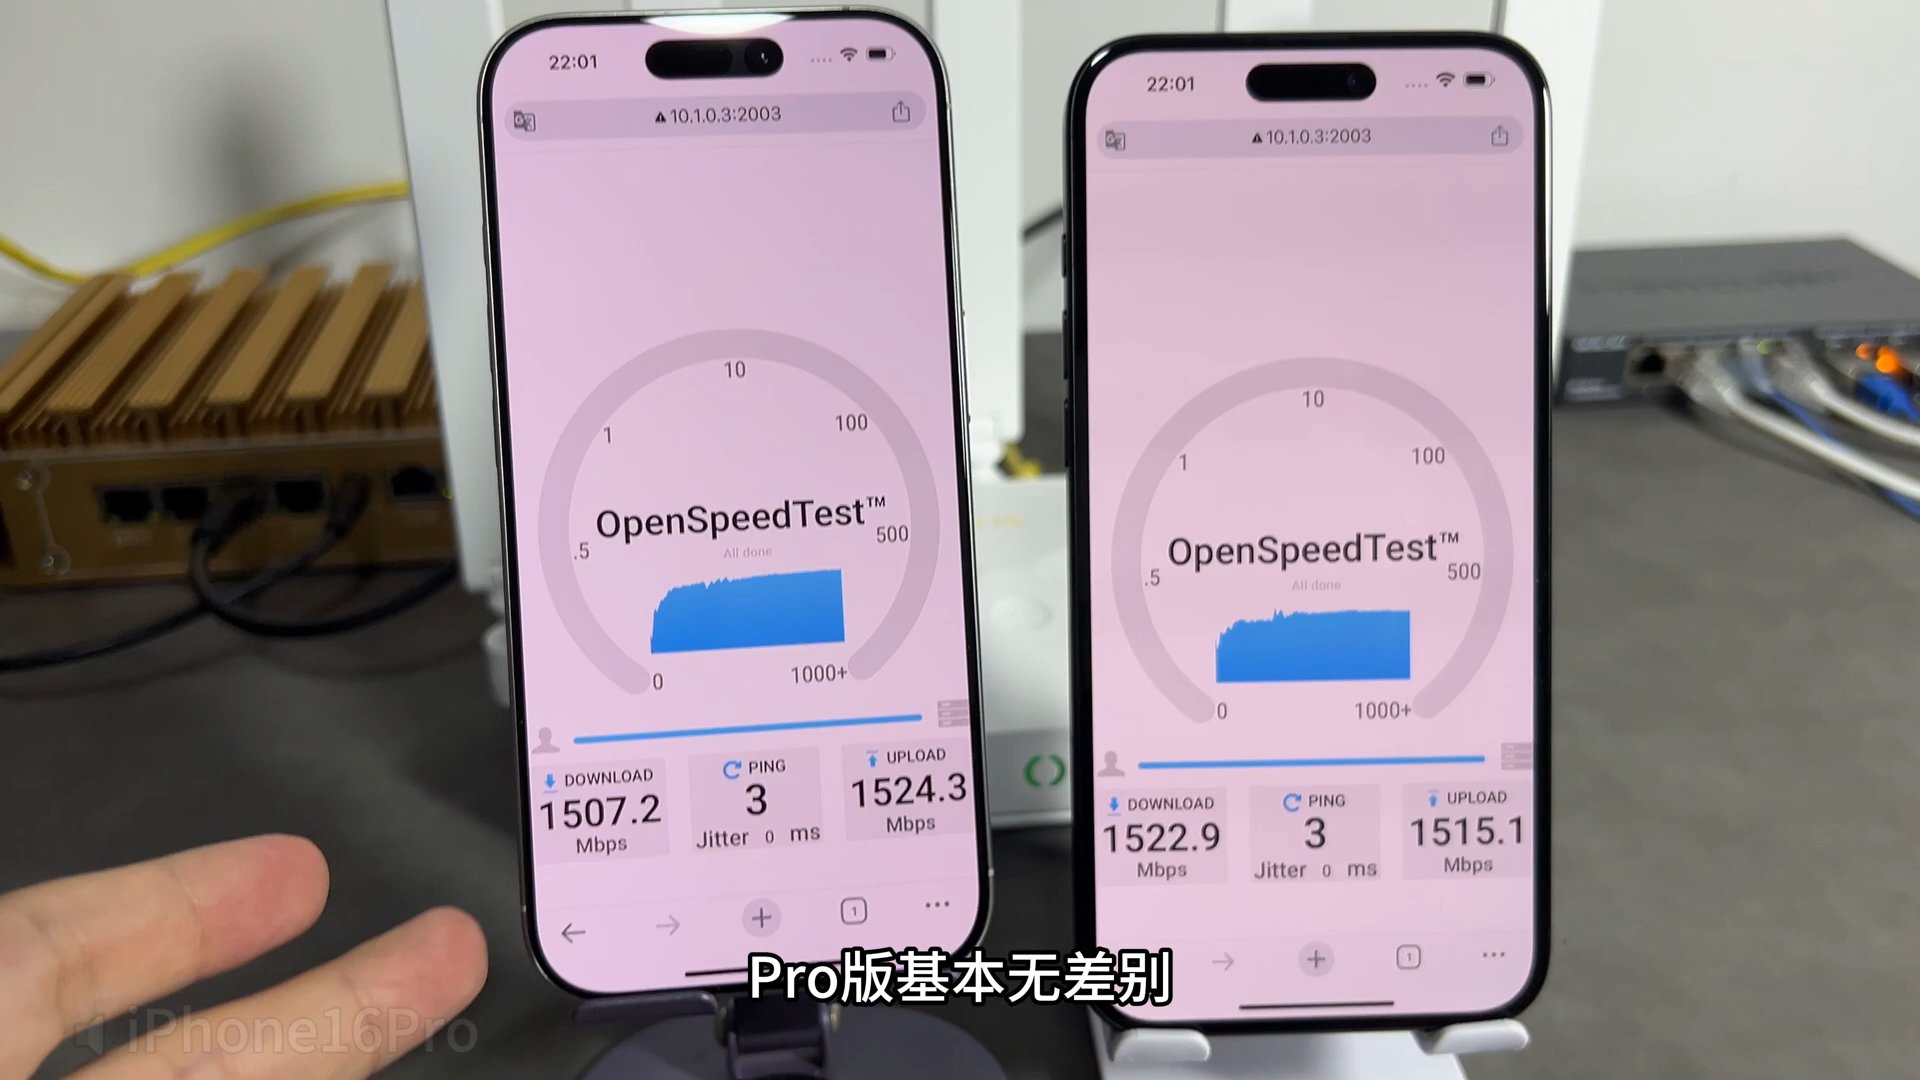 22:01
10.1.0.3:2003
10
1
100
OpenSpeedTest™
.5
500
All done
0
1000+
DOWNLOAD
1507.2
Mbps
PING
3
Jitter 0 ms
UPLOAD
1524.3
Mbps
1
22:01
10.1.0.3:2003
10
1
100
OpenSpeedTest™
.5
500
All done
0
1000+
DOWNLOAD
1522.9
Mbps
PING
3
Jitter 0 ms
UPLOAD
1515.1
Mbps
1
Pro版基本无差别
iPhone16Pro